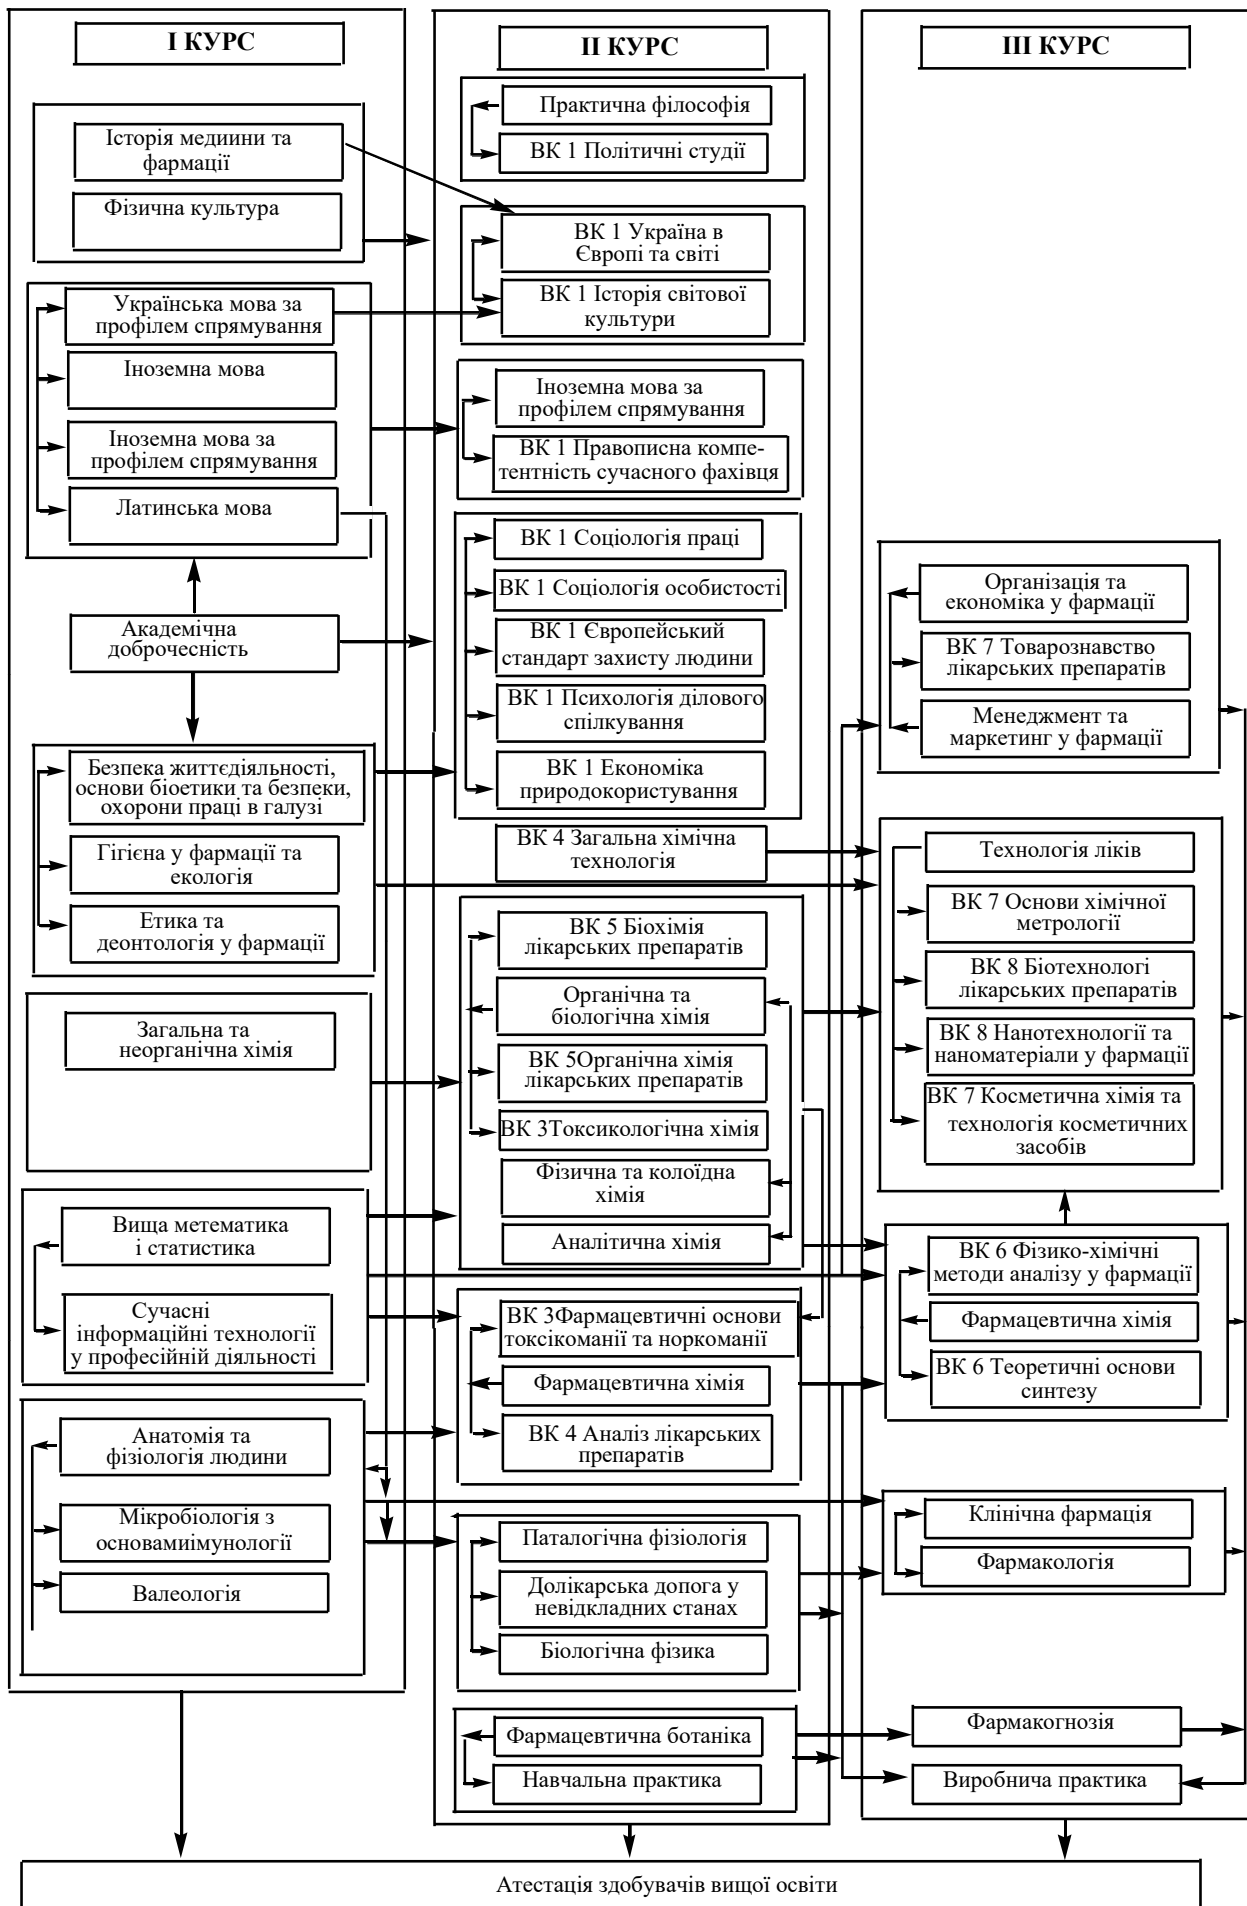 І КУРС
Історія медиини та
фармації
Фізична культура
Українська мова за
профілем спрямування
Іноземна мова
Іноземна мова за
профілем спрямування
Латинська мова
Академічна
доброчесність
Безпека життєдіяльності,
основи біоетики та безпеки,
охорони праці в галузі
Гігієна у фармації та
екологія
Етика та
деонтологія у фармації
Загальна та
неорганічна хімія
Вища метематика
і статистика
Сучасні
інформаційні технології
у професійній діяльності
Анатомія та
фізіологія людини
Мікробіологія з
основамиімунології
Валеологія
ІІ КУРС
Практична філософія
ВК 1 Політичні студії
ВК 1 Україна в
Європі та світі
ВК 1 Історія світової
культури
Іноземна мова за
профілем спрямування
ВК 1 Правописна компе-
тентність сучасного фахівця
ВК 1 Соціологія праці
ВК 1 Соціологія особистості
ВК 1 Європейський
стандарт захисту людини
ВК 1 Психологія ділового
спілкування
ВК 1 Економіка
природокористування
ВК 4 Загальна хімічна
технологія
ВК 5 Біохімія
лікарських препаратів
Органічна та
біологічна хімія
ВК 5Органічна хімія
лікарських препаратів
ВК 3Токсикологічна хімія
Фізична та колоїдна
хімія
Аналітична хімія
ВК 3Фармацевтичні основи
токсікоманії та норкоманії
Фармацевтична хімія
ВК 4 Аналіз лікарських
препаратів
Паталогічна фізіологія
Долікарська допога у
невідкладних станах
Біологічна фізика
Фармацевтична ботаніка
Навчальна практика
ІІІ КУРС
Організація та
економіка у фармації
ВК 7 Товарознавство
лікарських препаратів
Менеджмент та
маркетинг у фармації
Технологія ліків
ВК 7 Основи хімічної
метрології
ВК 8 Біотехнологі
лікарських препаратів
ВК 8 Нанотехнології та
наноматеріали у фармації
ВК 7 Косметична хімія та
технологія косметичних
засобів
ВК 6 Фізико-хімічні
методи аналізу у фармації
Фармацевтична хімія
ВК 6 Теоретичні основи
синтезу
Клінічна фармація
Фармакологія
Фармакогнозія
Виробнича практика
Атестація здобувачів вищої освіти